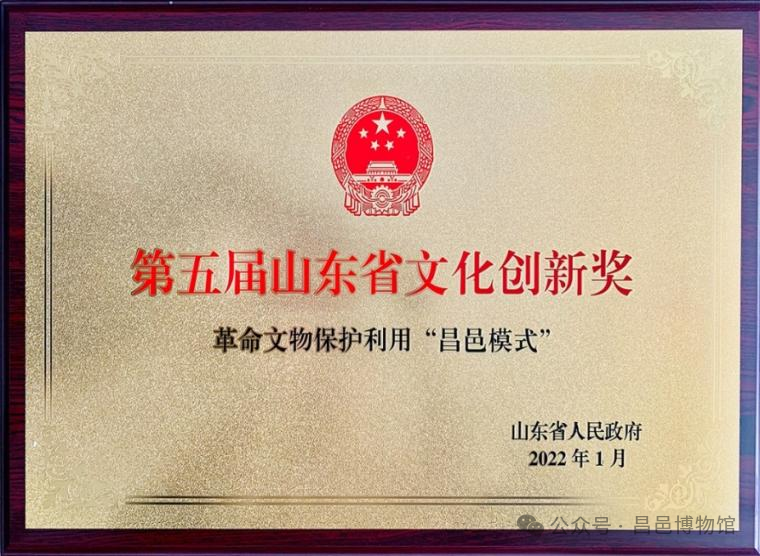 第五届山东省文化创新奖
革命文物保护利用“昌邑模式”
山东省人民政府
2022年1月
公众号·昌邑博物馆